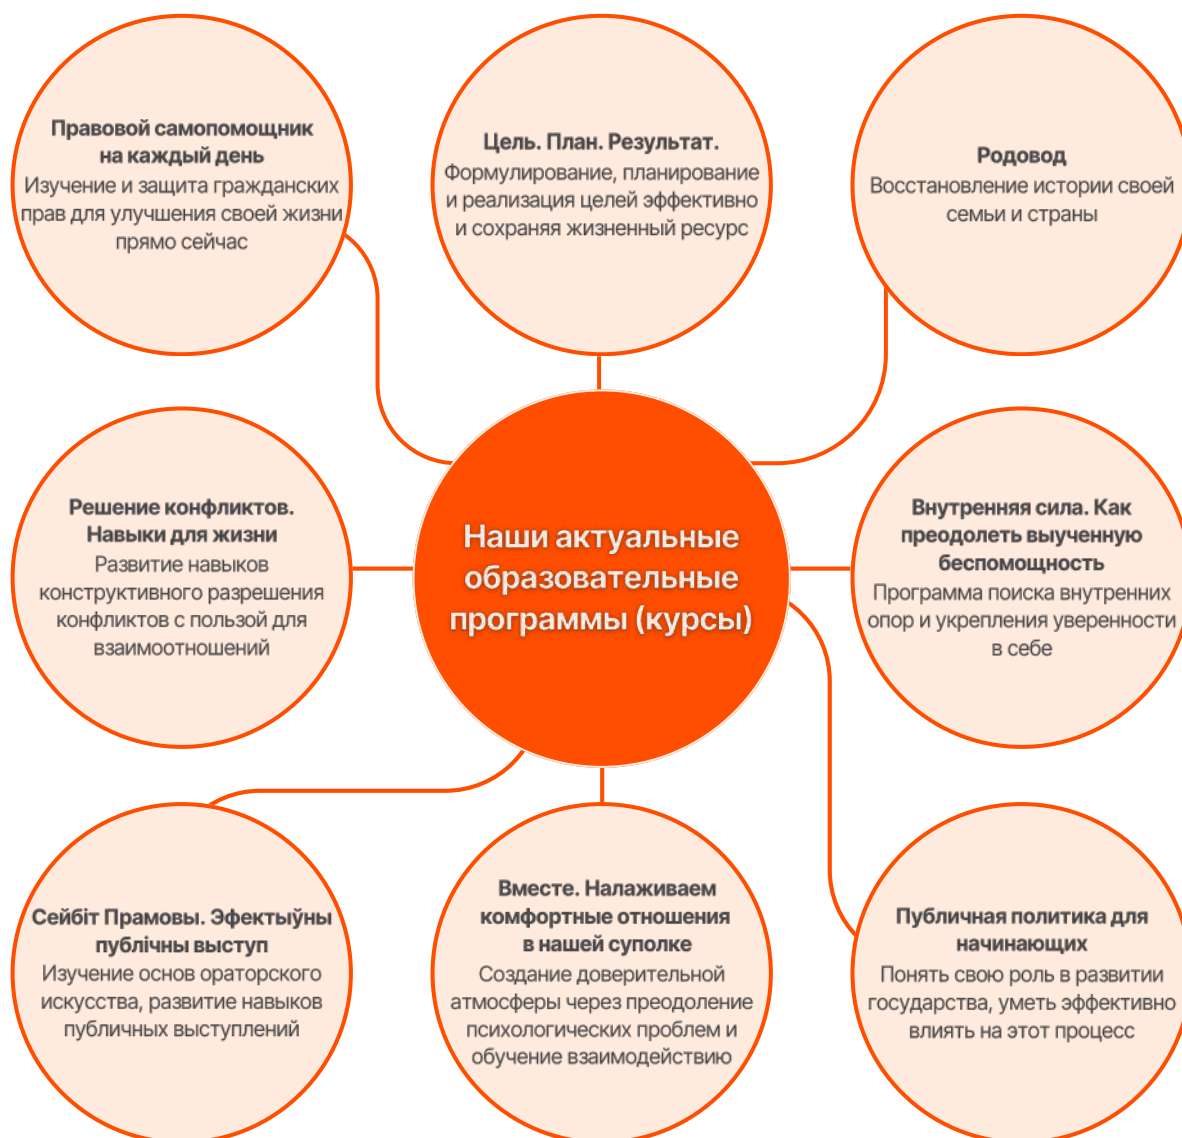 Правовой самопомощник
на каждый день
Изучение и защита гражданских
прав для улучшения своей жизни
прямо сейчас
Цель. План. Результат.
Формулирование, планирование
и реализация целей эффективно
и сохраняя жизненный ресурс
Родовод
Восстановление истории своей
семьи и страны
Решение конфликтов.
Навыки для жизни
Развитие навыков
конструктивного разрешения
конфликтов с пользой для
взаимоотношений
Наши актуальные
образовательные
программы (курсы)
Внутренняя сила. Как
преодолеть выученную
беспомощность
Программа поиска внутренних
опор и укрепления уверенности
в себе
Сейбіт Прамовы. Эфектыўны
публічны выступ
Изучение основ ораторского
искусства, развитие навыков
публичных выступлений
Вместе. Налаживаем
комфортные отношения
в нашей суполке
Создание доверительной
атмосферы через преодоление
психологических проблем и
обучение взаимодействию
Публичная политика для
начинающих
Понять свою роль в развитии
государства, уметь эффективно
влиять на этот процесс